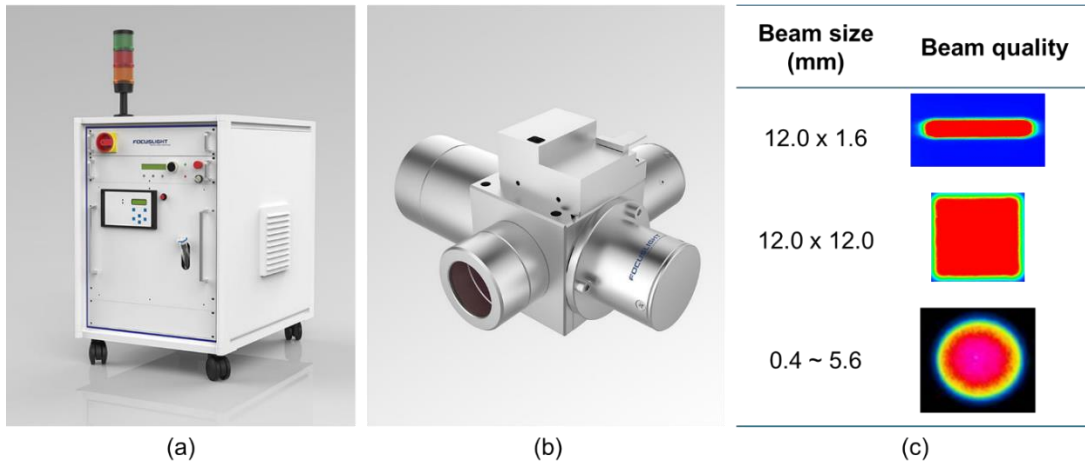 FOCUSLIGHT
FOCUSLIGHT
Beam size
(mm)
Beam quality
12.0 x 1.6
12.0 x 12.0
0.4 ~ 5.6
(a)
(b)
(c)